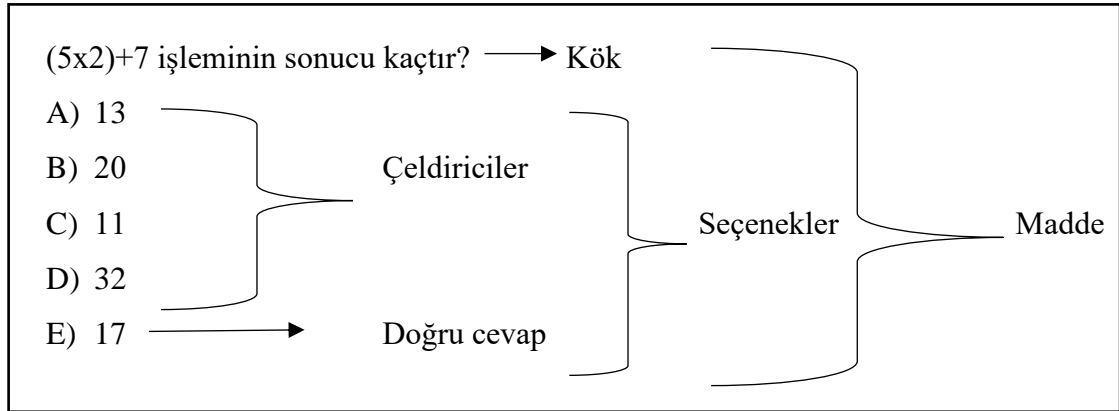 (5x2)+7 işleminin sonucu kaçtır? Kök
A) 13
B) 20 Çeldiriciler
C) 11 Seçenekler Madde
D) 32
E) 17 Doğru cevap